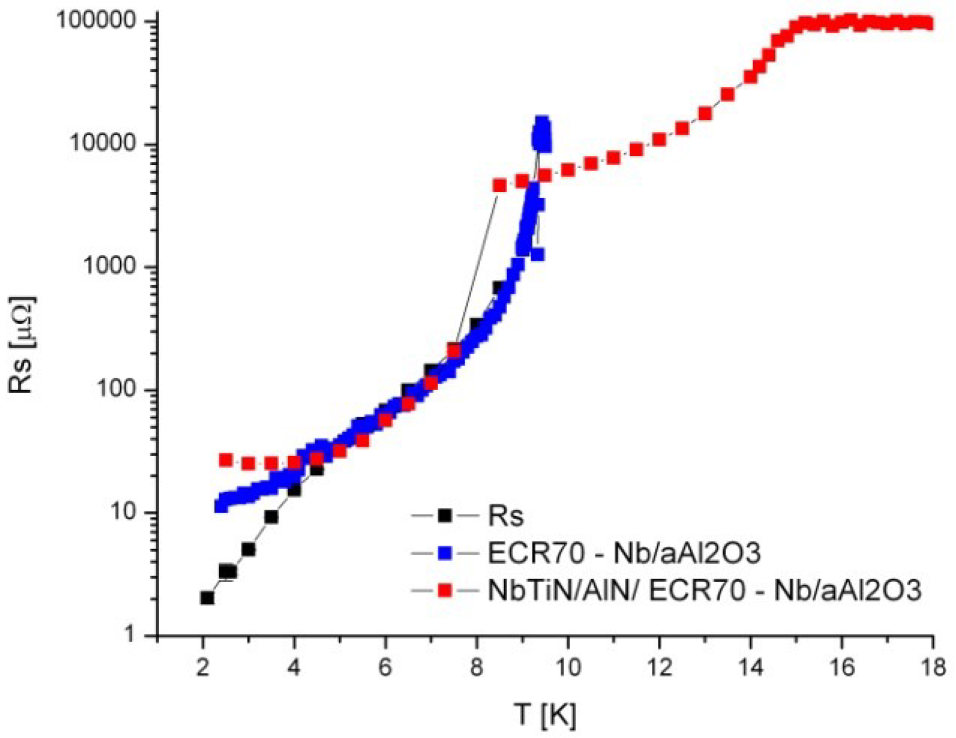 100000
10000
1000
100
10
1
Rs [μΩ]
Rs
ECR70 - Nb/aAl2O3
NbTiN/AlN/ ECR70 - Nb/aAl2O3
2 4 6 8 10 12 14 16 18
T [K]